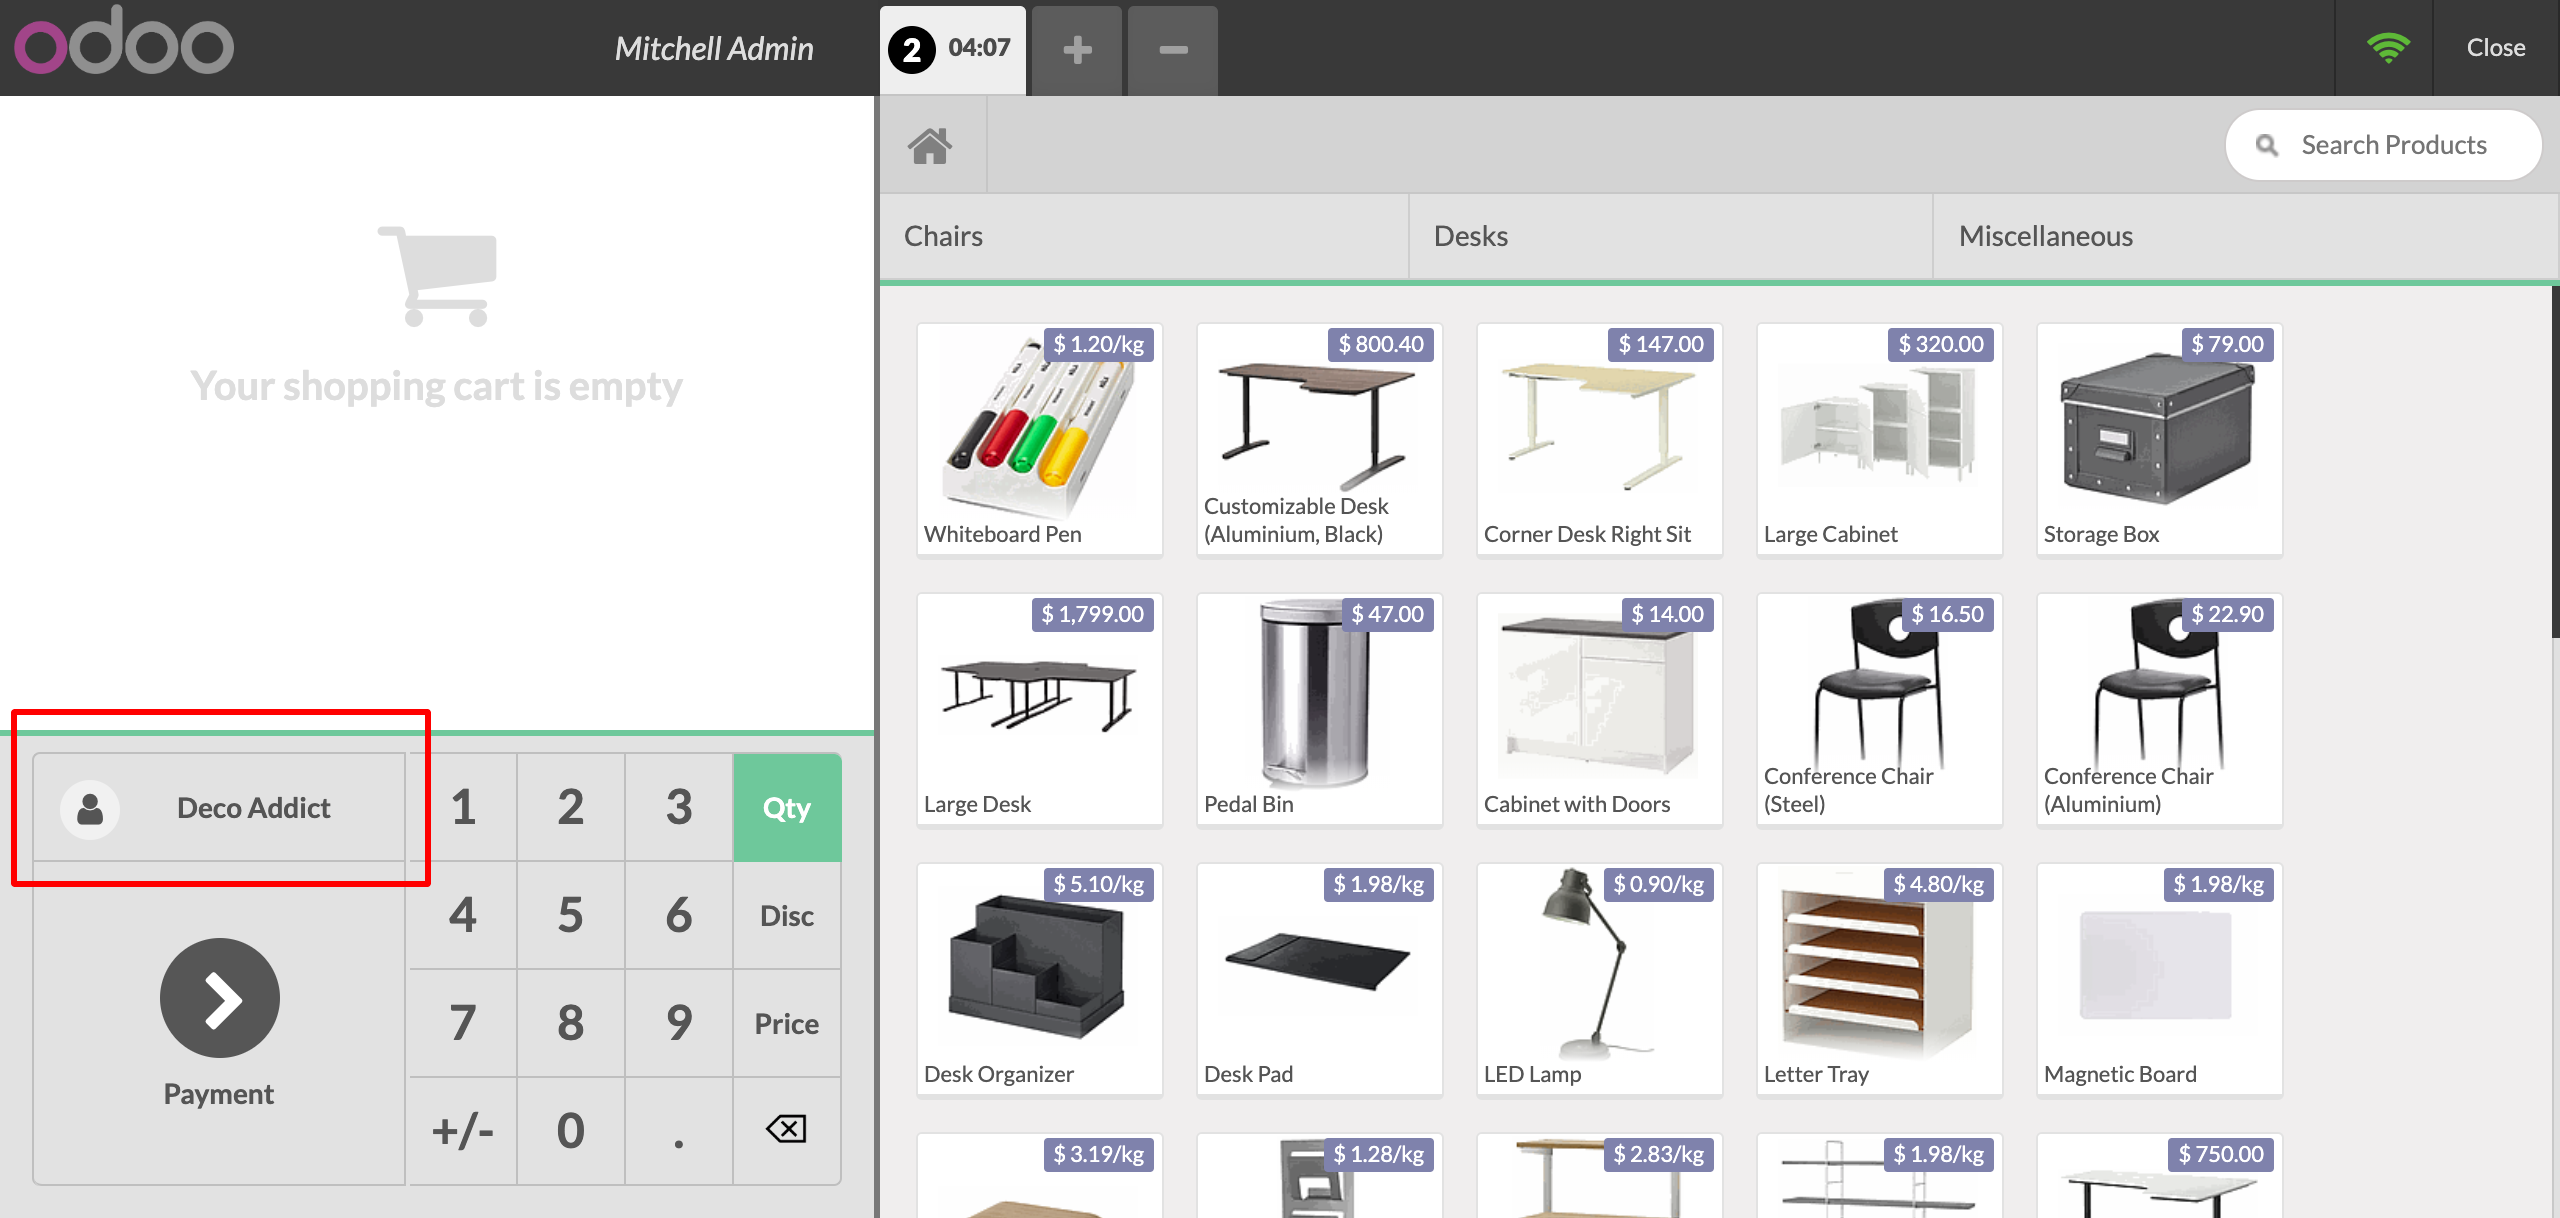 odoo
Mitchell Admin
2 04:07
Close
Search Products
Chairs
Desks
Miscellaneous
Your shopping cart is empty
$ 1.20/kg
Whiteboard Pen
$ 800.40
Customizable Desk
(Aluminium, Black)
$ 147.00
Corner Desk Right Sit
$ 320.00
Large Cabinet
$ 79.00
Storage Box
$ 1,799.00
Large Desk
$ 47.00
Pedal Bin
$ 14.00
Cabinet with Doors
$ 16.50
Conference Chair
(Steel)
$ 22.90
Conference Chair
(Aluminium)
$ 5.10/kg
Desk Organizer
$ 1.98/kg
Desk Pad
$ 0.90/kg
LED Lamp
$ 4.80/kg
Letter Tray
$ 1.98/kg
Magnetic Board
$ 3.19/kg
$ 1.28/kg
$ 2.83/kg
$ 1.98/kg
$ 750.00
Deco Addict
Payment
1 2 3 Qty
4 5 6 Disc
7 8 9 Price
+/- 0 .